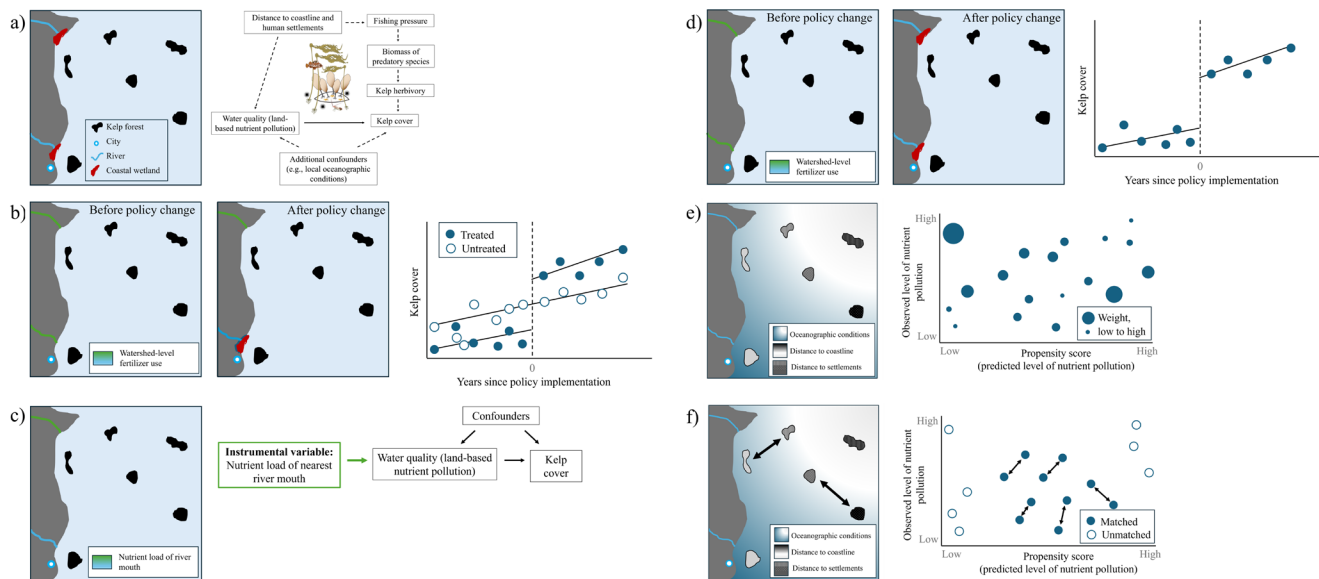 a)
Distance to coastline and
human settlements
Fishing pressure
Biomass of
predatory species
Kelp herbivory
Water quality (land-
based nutrient pollution)
Kelp cover
Additional confounders
(e.g., local oceanographic
conditions)
Kelp forest
City
River
Coastal wetland
b)
Before policy change
After policy change
Watershed-level
fertilizer use
Treated
Untreated
Kelp cover
0
Years since policy implementation
c)
Confounders
Instrumental variable:
Nutrient load of nearest
river mouth
Water quality (land-based
nutrient pollution)
Kelp
cover
Nutrient load of river
mouth
d)
Before policy change
After policy change
Watershed-level
fertilizer use
Kelp cover
0
Years since policy implementation
e)
Oceanographic conditions
Distance to coastline
Distance to settlements
High
Observed level of nutrient
pollution
Low
Weight,
low to high
Low
High
Propensity score
(predicted level of nutrient pollution)
f)
Oceanographic conditions
Distance to coastline
Distance to settlements
High
Observed level of nutrient
pollution
Low
Matched
Unmatched
Low
High
Propensity score
(predicted level of nutrient pollution)